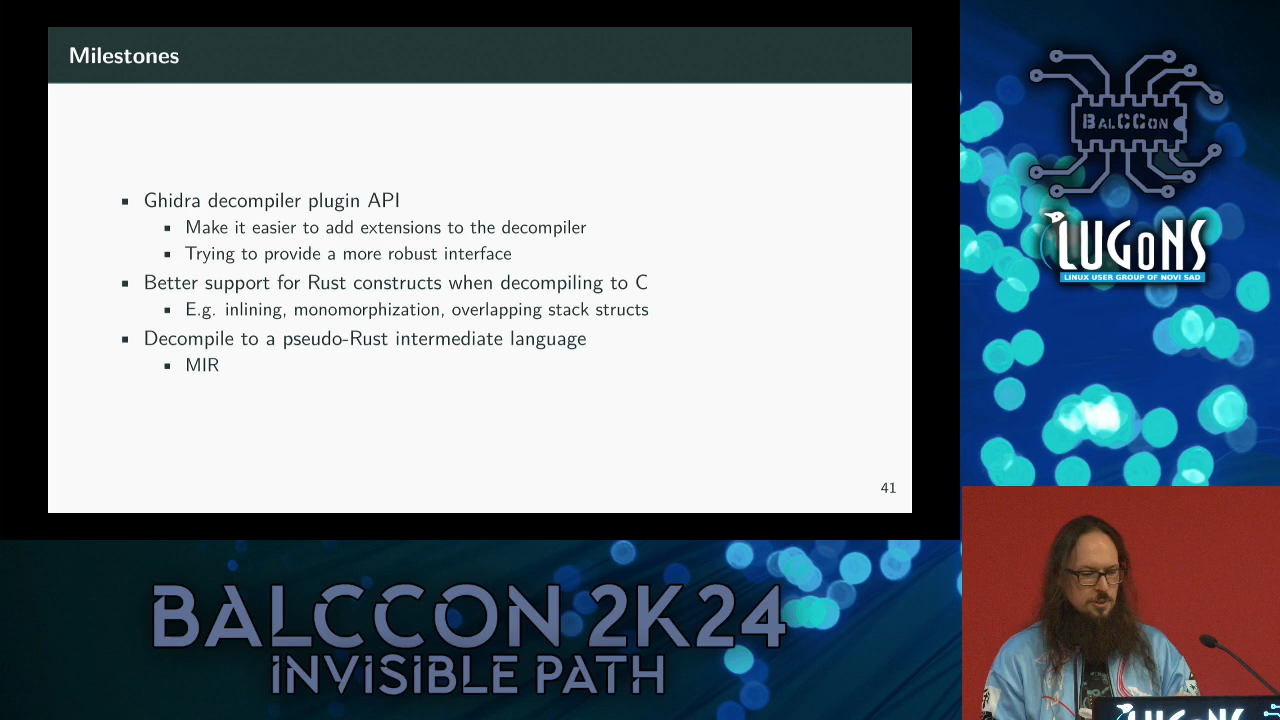 Milestones
Ghidra decompiler plugin API
Make it easier to add extensions to the decompiler
Trying to provide a more robust interface
Better support for Rust constructs when decompiling to C
E.g. inlining, monomorphization, overlapping stack structs
Decompile to a pseudo-Rust intermediate language
MIR
41
BALCCON
LUGONS
LINUX USER GROUP OF NOVI SAD
BALCCON 2K24
INVISIBLE PATH
LUGONS